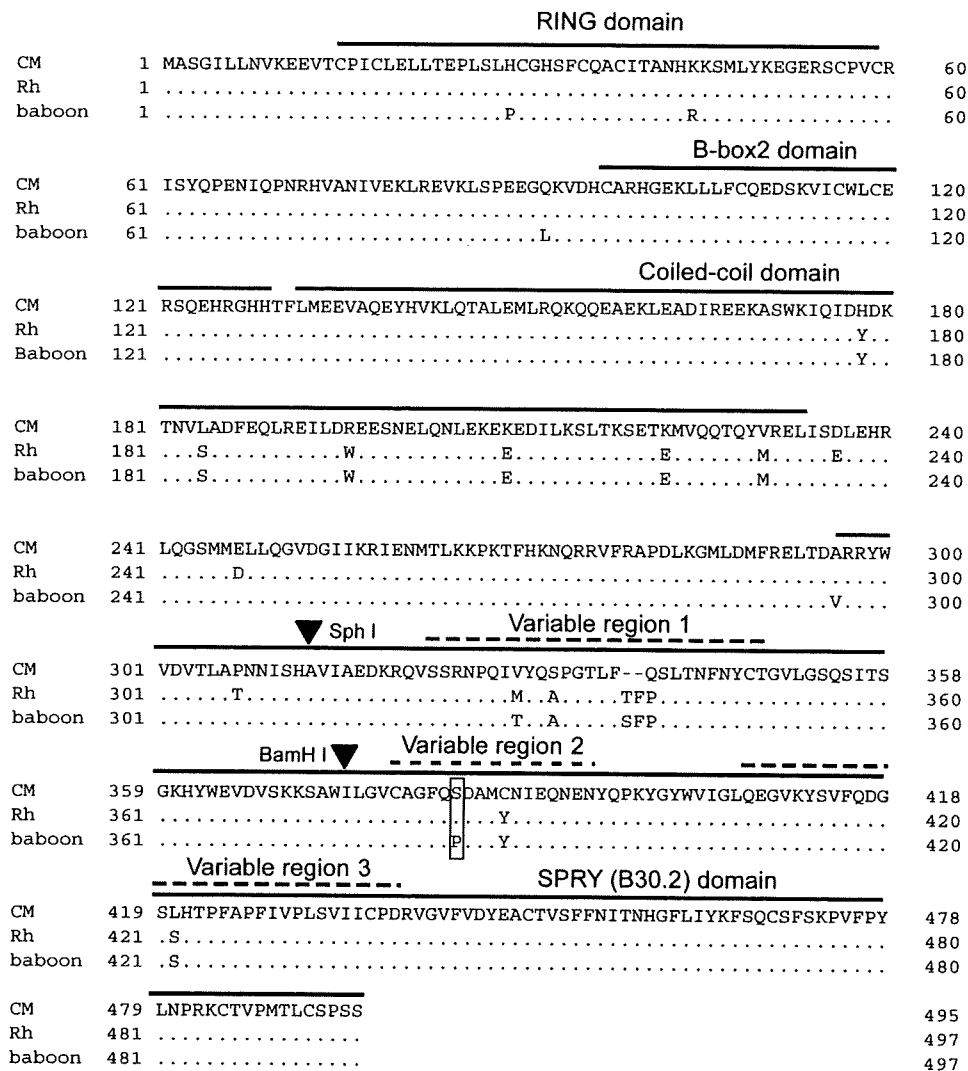 RING domain
CM 1 MASGILLNVKEEVTCPICLELLTEPLSLHCGHSFCQACITANHKKSMLYKEGERSCPVCR 60
Rh 1 ............................................................ 60
baboon 1 ............................P..............R................ 60
B-box2 domain
CM 61 ISYQPENIQPNRHVANIVEKLREVKLSPEEGQKVDHCARHGEKLLLFCQEDSKVICWLCE 120
Rh 61 ............................................................ 120
baboon 61 ...............................L............................ 120
Coiled-coil domain
CM 121 RSQEHRGHHTFLMEEVAQEYHVKLQTALEMLRQKQQEAEKLEADIREEKASWKIQIDHDK 180
Rh 121 .........................................................Y.. 180
Baboon 121 .........................................................Y.. 180
CM 181 TNVLADFEQLREILDREESNELQNLEKEKEDILKSLTKSETKMVQQTQYVRELISDLEHR 240
Rh 181 ...S...........W............E............E.......M.....E.... 240
baboon 181 ...S...........W............E............E.......M.......... 240
CM 241 LQGSMMELLQGVDGIIKRIENMTLKKPKTFHKNQRRVFRAPDLKGMLDMFRELTDARRYW 300
Rh 241 ......D..................................................... 300
baboon 241 .......................................................V.... 300
Sph I Variable region 1
CM 301 VDVTLAPNNISHAVIAEDKRQVSSRNPQIVYQSPGTLF--QSLTNFNYCTGVLGSQSITS 358
Rh 301 ......T......................M..A.....TFP................... 360
baboon 301 .............................T..A.....SFP................... 360
BamH I Variable region 2
CM 359 GKHYWEVDVSKKSAWILGVCAGFQSDAMCNIEQNENYQPKYGYWVIGLQEGVKYSVFQDG 418
Rh 361 ............................Y............................... 420
baboon 361 ........................P...Y............................... 420
Variable region 3 SPRY (B30.2) domain
CM 419 SLHTPFAPFIVPLSVIICPDRVGVFVDYEACTVSFFNITNHGFLIYKFSQCSFSKPVFPY 478
Rh 421 .S.......................................................... 480
baboon 421 .S.......................................................... 480
CM 479 LNPRKCTVPMTLCSPSS 495
Rh 481 ................. 497
baboon 481 ................. 497